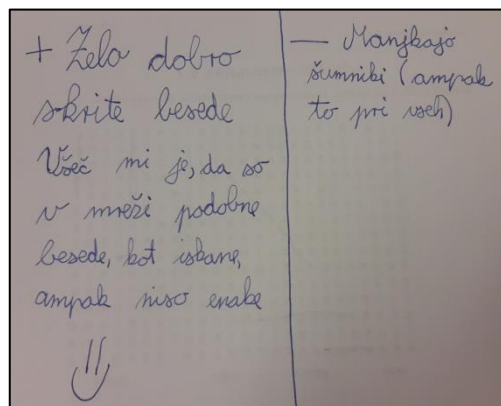 + Zelo dobro
skrite besede
Všeč mi je, da so
v mreži podobne
besede, kot iskane,
ampak niso enake
— Manjkajo
šumniki (ampak
to pri vseh)